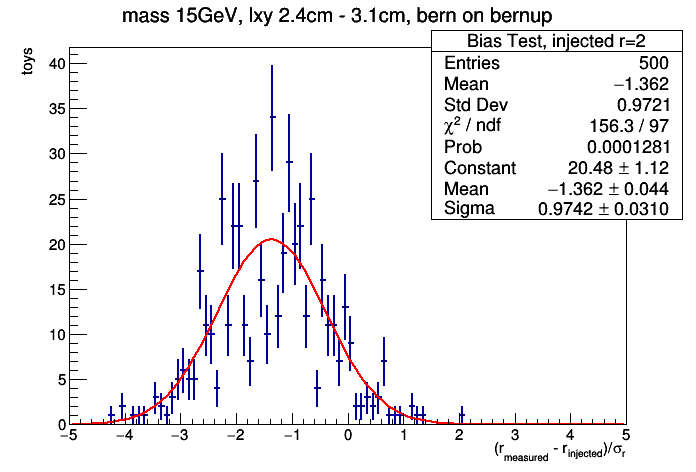 mass 15GeV, lxy 2.4cm - 3.1cm, bern on bernup
Bias Test, injected r=2
Entries 500
Mean −1.362
Std Dev 0.9721
χ² / ndf 156.3 / 97
Prob 0.0001281
Constant 20.48 ± 1.12
Mean −1.362 ± 0.044
Sigma 0.9742 ± 0.0310
toys
40
35
30
25
20
15
10
5
0
−5 −4 −3 −2 −1 0 1 2 3 4 5
(r measured - r injected)/σr